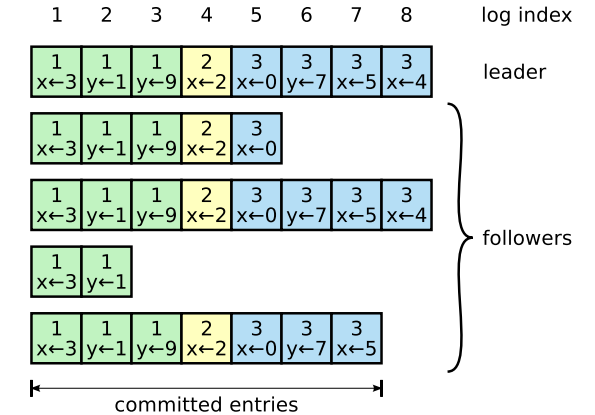 1 2 3 4 5 6 7 8 log index
1 1 1 2 3 3 3 3
x←3 y←1 y←9 x←2 x←0 y←7 x←5 x←4
leader
1 1 1 2 3
x←3 y←1 y←9 x←2 x←0
1 1 1 2 3 3 3 3
x←3 y←1 y←9 x←2 x←0 y←7 x←5 x←4
followers
1 1
x←3 y←1
1 1 1 2 3 3 3
x←3 y←1 y←9 x←2 x←0 y←7 x←5
committed entries